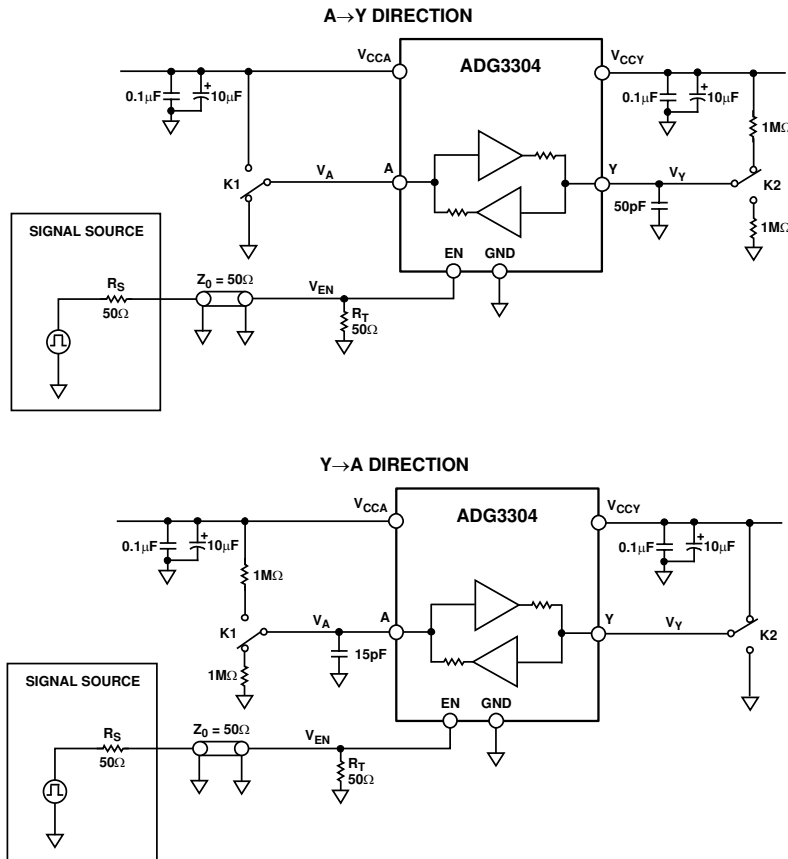 A→Y DIRECTION
VCCA
ADG3304
VCCY
0.1μF
+
10μF
0.1μF
+
10μF
1MΩ
K1
VA
A
Y
VY
K2
50pF
1MΩ
SIGNAL SOURCE
EN
GND
RS
50Ω
Z0 = 50Ω
VEN
RT
50Ω
Y→A DIRECTION
VCCA
ADG3304
VCCY
0.1μF
+
10μF
0.1μF
+
10μF
1MΩ
K1
VA
A
Y
VY
K2
15pF
1MΩ
SIGNAL SOURCE
EN
GND
RS
50Ω
Z0 = 50Ω
VEN
RT
50Ω